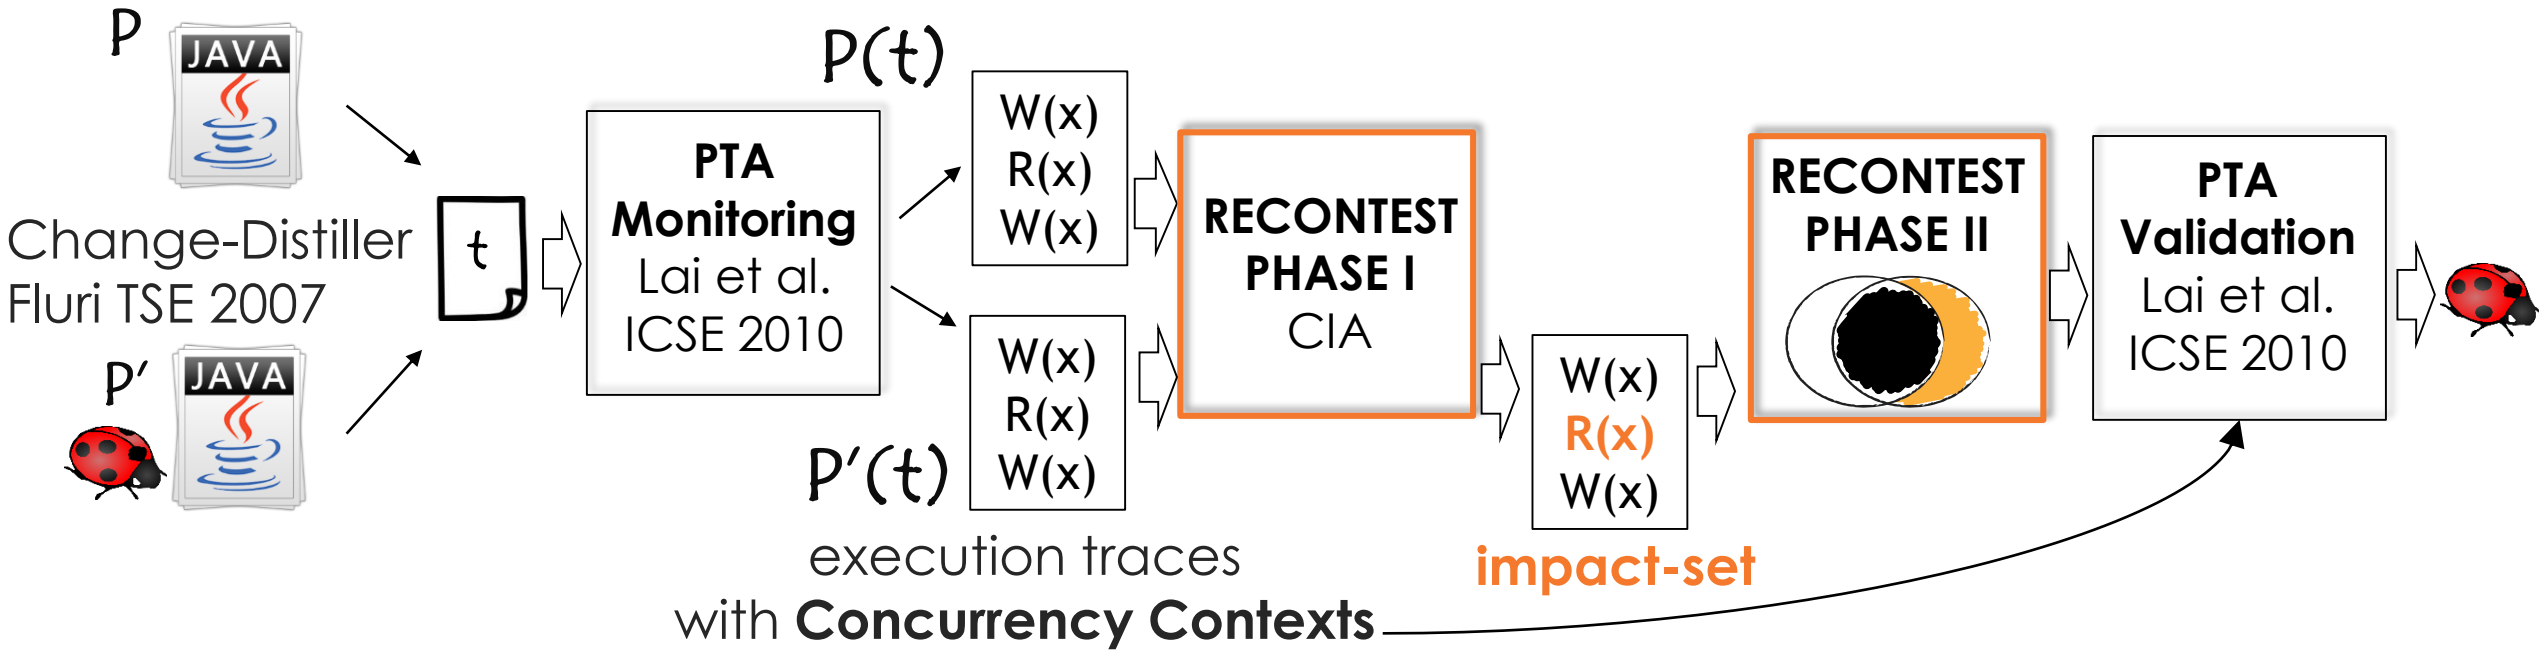 P
JAVA
Change-Distiller
Fluri TSE 2007
P'
JAVA
t
PTA
Monitoring
Lai et al.
ICSE 2010
P(t)
W(x)
R(x)
W(x)
P'(t)
W(x)
R(x)
W(x)
execution traces
with Concurrency Contexts
RECONTEST
PHASE I
CIA
W(x)
R(x)
W(x)
impact-set
RECONTEST
PHASE II
PTA
Validation
Lai et al.
ICSE 2010